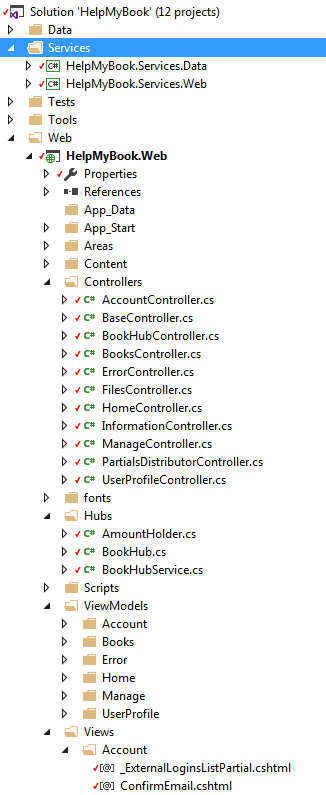 Solution 'HelpMyBook' (12 projects)
Data
Services
C# HelpMyBook.Services.Data
C# HelpMyBook.Services.Web
Tests
Tools
Web
HelpMyBook.Web
Properties
References
App_Data
App_Start
Areas
Content
Controllers
C# AccountController.cs
C# BaseController.cs
C# BookHubController.cs
C# BooksController.cs
C# ErrorController.cs
C# FilesController.cs
C# HomeController.cs
C# InformationController.cs
C# ManageController.cs
C# PartialsDistributorController.cs
C# UserProfileController.cs
fonts
Hubs
C# AmountHolder.cs
C# BookHub.cs
C# BookHubService.cs
Scripts
ViewModels
Account
Books
Error
Home
Manage
UserProfile
Views
Account
[@] _ExternalLoginsListPartial.cshtml
[@] ConfirmEmail.cshtml